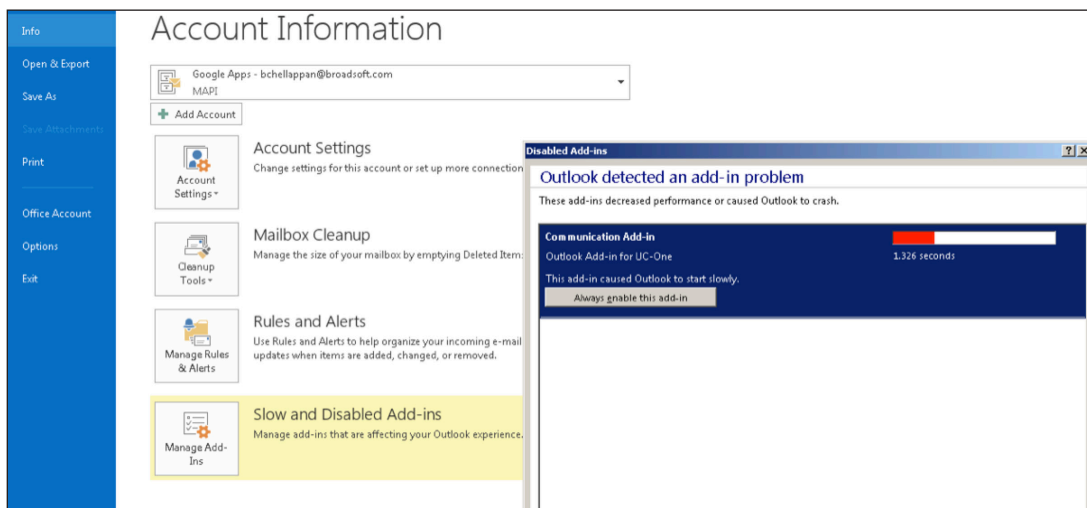 Info
Open & Export
Save As
Save Attachments
Print
Office Account
Options
Exit
Account Information
Google Apps - bchellappan@broadsoft.com
MAPI
Add Account
Account
Settings
Account Settings
Change settings for this account or set up more connection
Cleanup
Tools
Mailbox Cleanup
Manage the size of your mailbox by emptying Deleted Item
Manage Rules
& Alerts
Rules and Alerts
Use Rules and Alerts to help organize your incoming e-mail
updates when items are added, changed, or removed.
Manage Add-
Ins
Slow and Disabled Add-ins
Manage add-ins that are affecting your Outlook experience.
Disabled Add-ins
Outlook detected an add-in problem
These add-ins decreased performance or caused Outlook to crash.
Communication Add-in
Outlook Add-in for UC-One
1.326 seconds
This add-in caused Outlook to start slowly.
Always enable this add-in